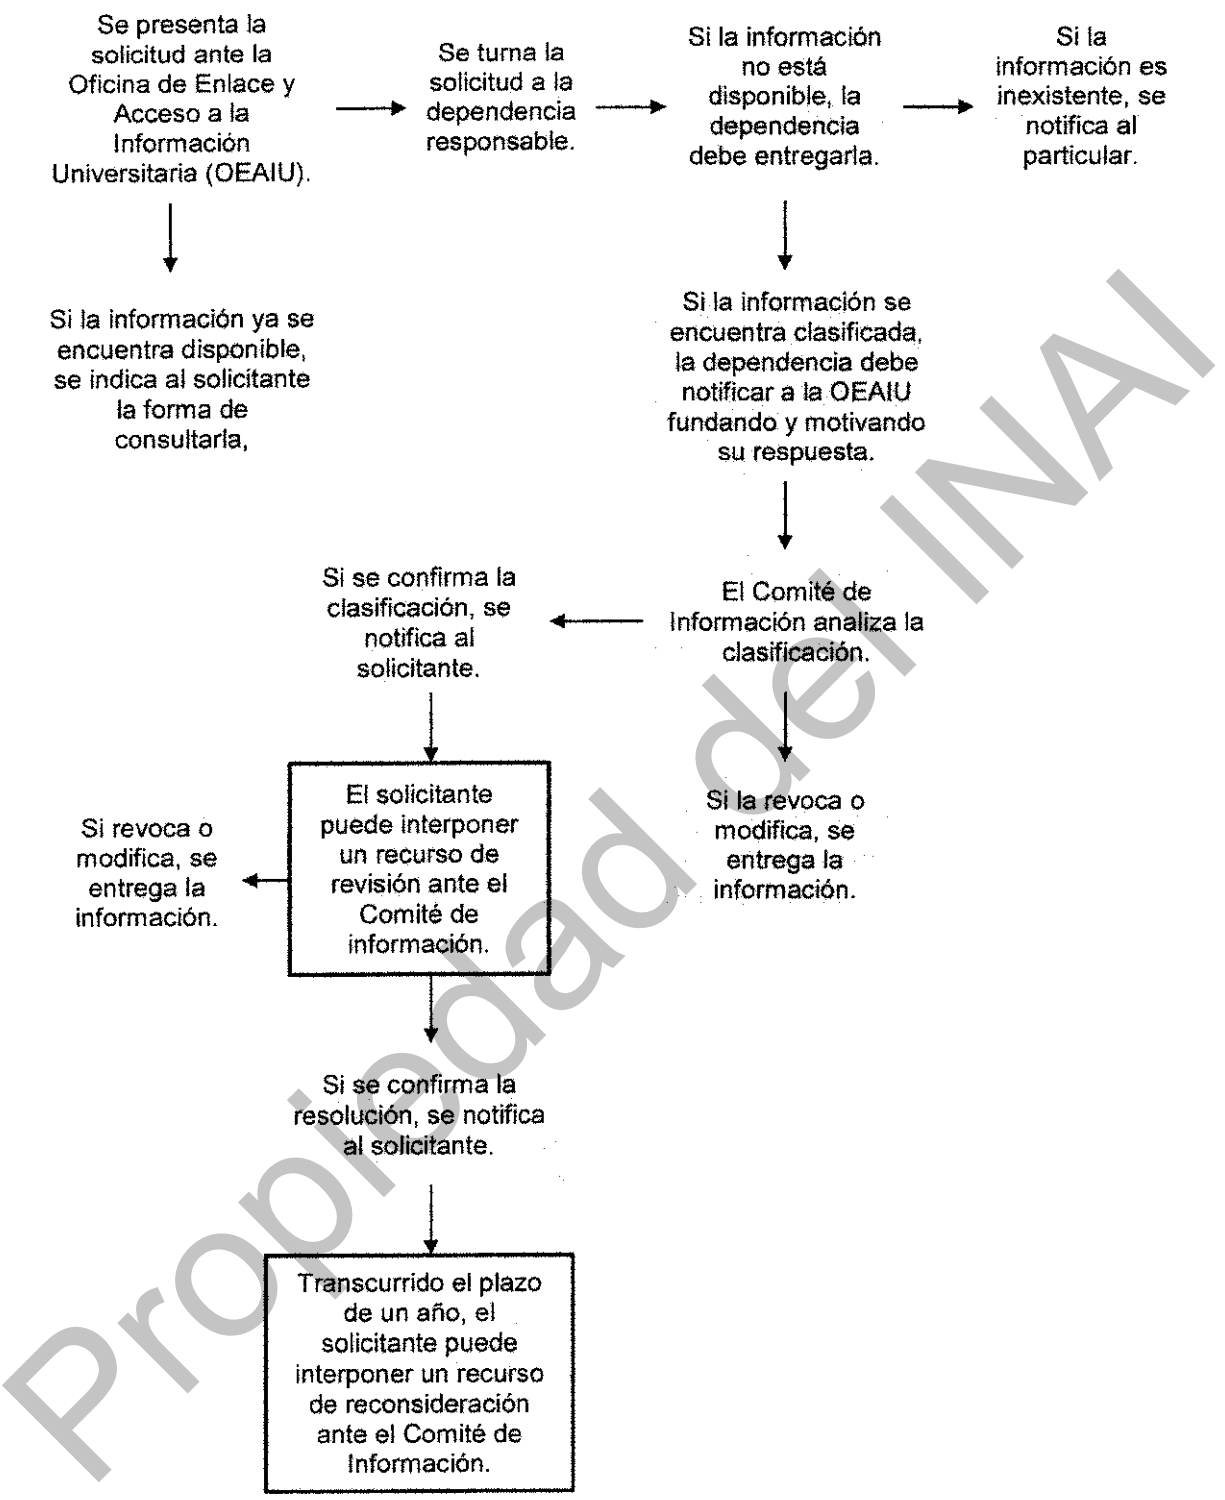 Se presenta la
solicitud ante la
Oficina de Enlace y
Acceso a la
Información
Universitaria (OEAIU).
Se turna la
solicitud a la
dependencia
responsable.
Si la información
no está
disponible, la
dependencia
debe entregarla.
Si la
información es
inexistente, se
notifica al
particular.
Si la información ya se
encuentra disponible,
se indica al solicitante
la forma de
consultarla,
Si la información se
encuentra clasificada,
la dependencia debe
notificar a la OEAIU
fundando y motivando
su respuesta.
Si se confirma la
clasificación, se
notifica al
solicitante.
El Comité de
Información analiza la
clasificación.
Si revoca o
modifica, se
entrega la
información.
El solicitante
puede interponer
un recurso de
revisión ante el
Comité de
información.
Si la revoca o
modifica, se
entrega la
información.
Si se confirma la
resolución, se notifica
al solicitante.
Transcurrido el plazo
de un año, el
solicitante puede
interponer un recurso
de reconsideración
ante el Comité de
Información.
Propiedad del INAI